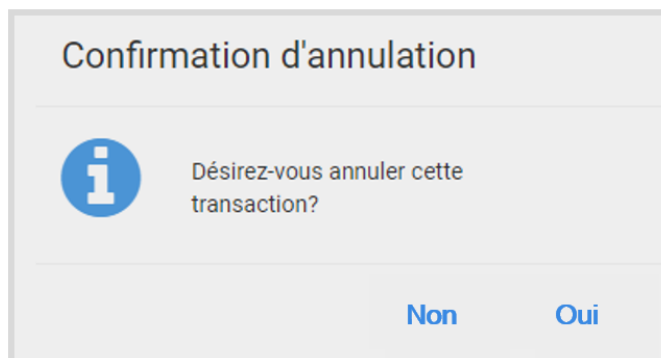 Confirmation d'annulation
Désirez-vous annuler cette
transaction?
Non Oui